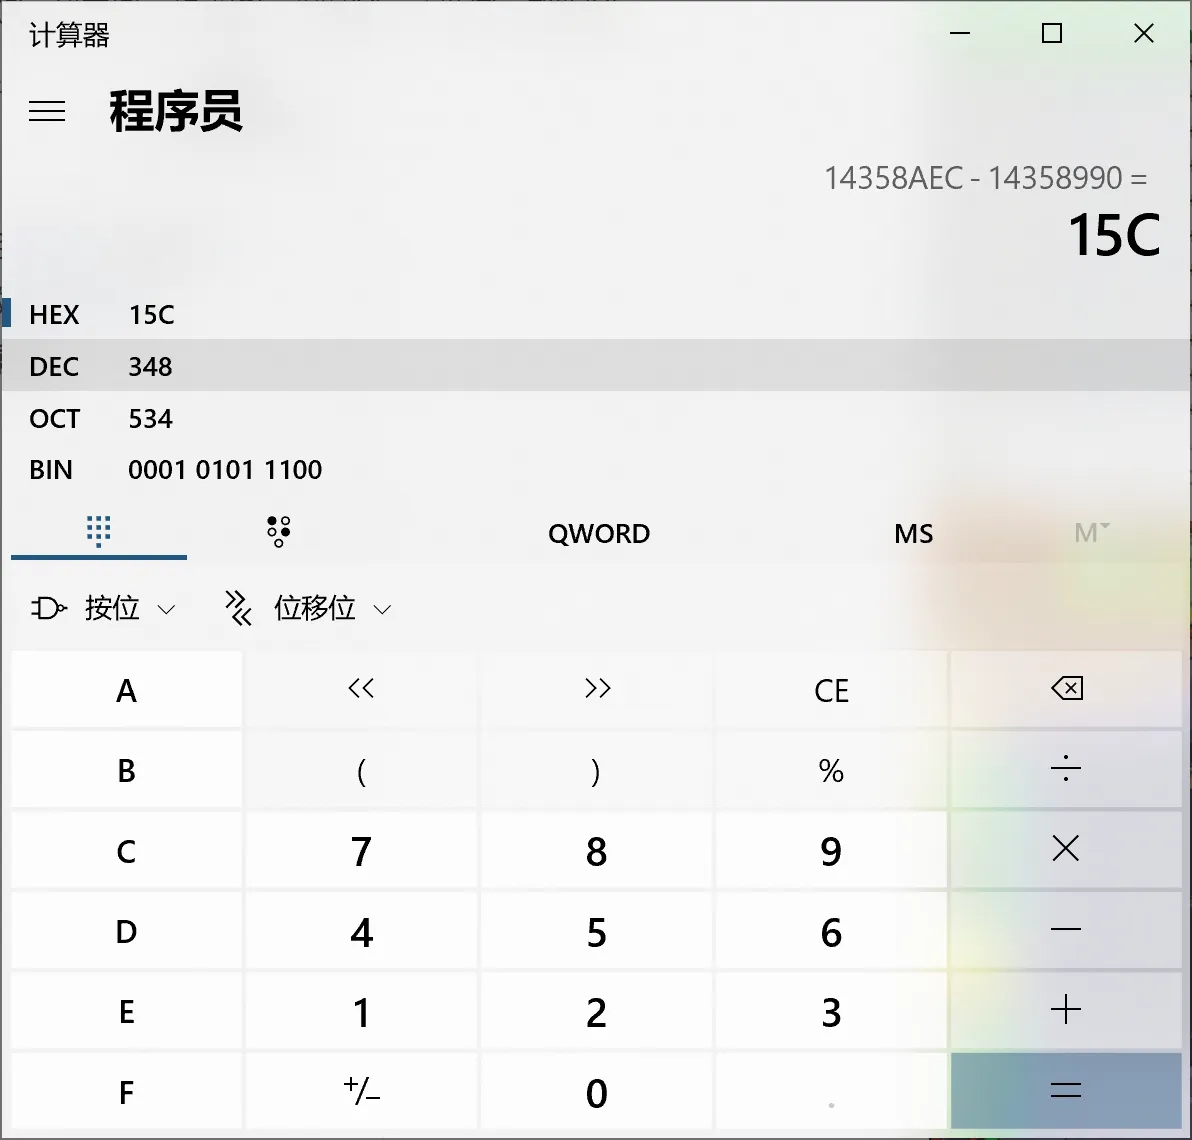 计算器
程序员
14358AEC - 14358990 =
15C
HEX 15C
DEC 348
OCT 534
BIN 0001 0101 1100
QWORD MS M
按位 位移位
A << >> CE
B ( ) % ÷
C 7 8 9 ×
D 4 5 6 −
E 1 2 3 +
F +/− 0 . =